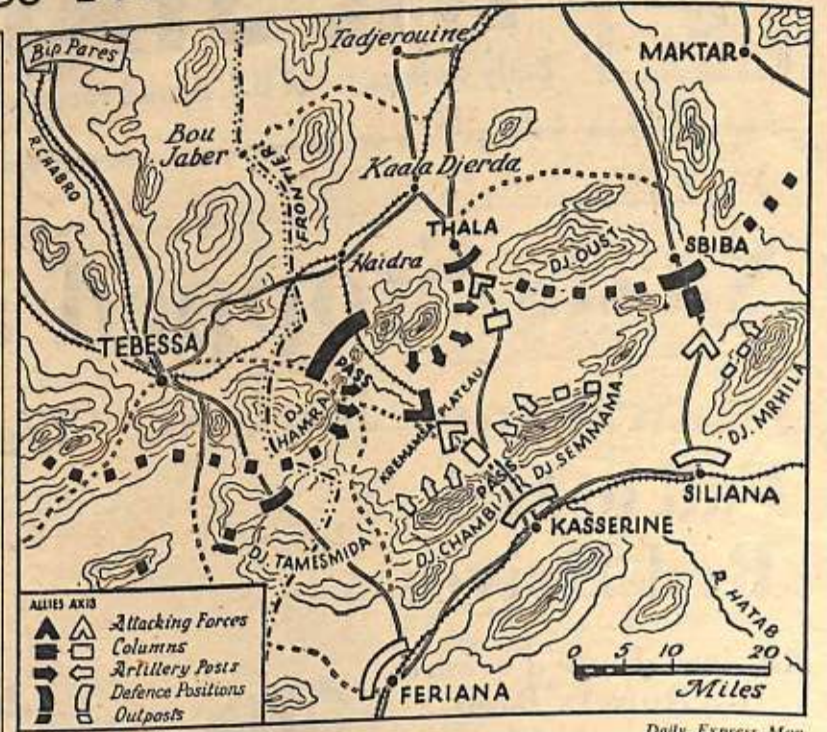 Bip Pares
Tadjerouine
MAKTAR
Bou
Jaber
R. CHABRO
FRONTIER
Kaala Djerda
THALA
DJ. OUST
SBIBA
Haidra
TEBESSA
PASS
DJ.
HAMRA
KREMANSA PLATEAU
DJ. SEMMAMA
DJ. MRHILA
PASS
DJ. CHAMBI
SILIANA
KASSERINE
DJ. TAMESMIDA
R. HATAB
FERIANA
ALLIES AXIS
Attacking Forces
Columns
Artillery Posts
Defence Positions
Outposts
0 5 10 20
Miles
Daily Express Map